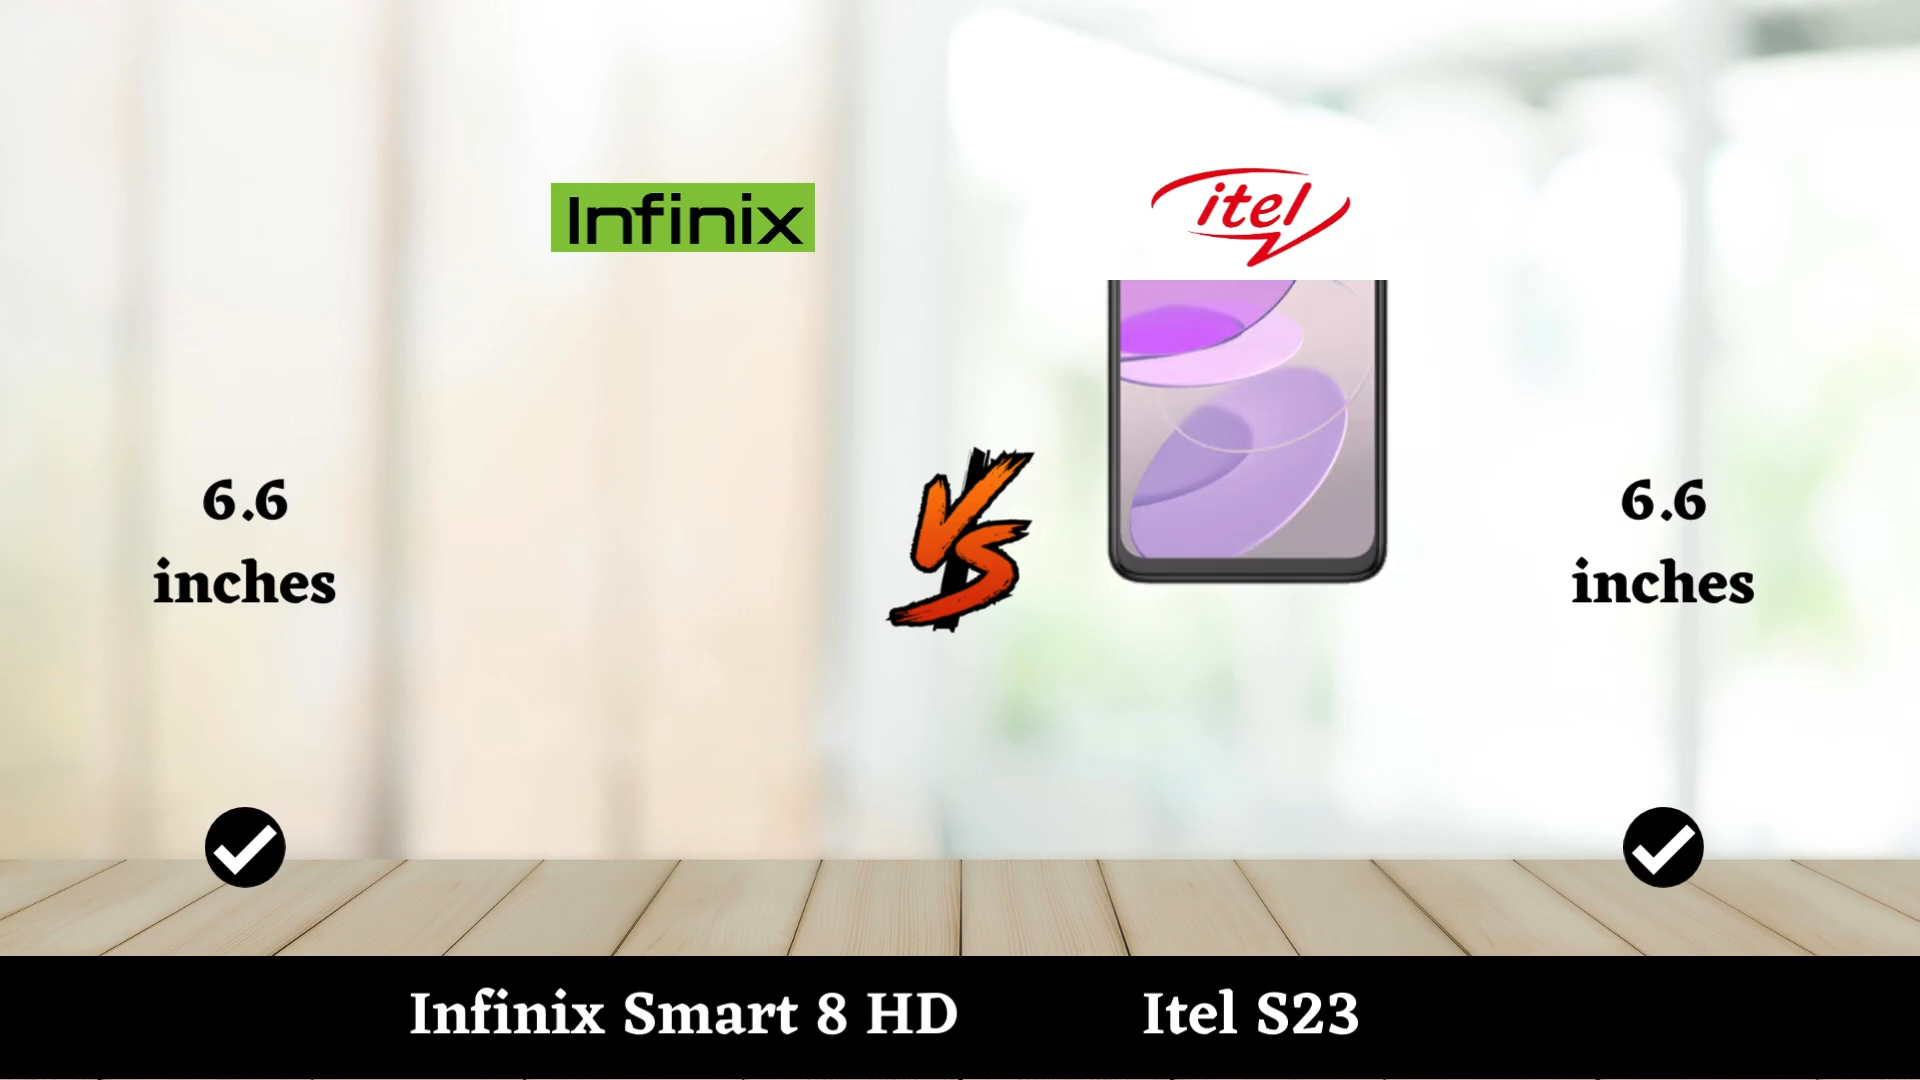 Infinix
itel
VS
6.6
inches
6.6
inches
Infinix Smart 8 HD
Itel S23